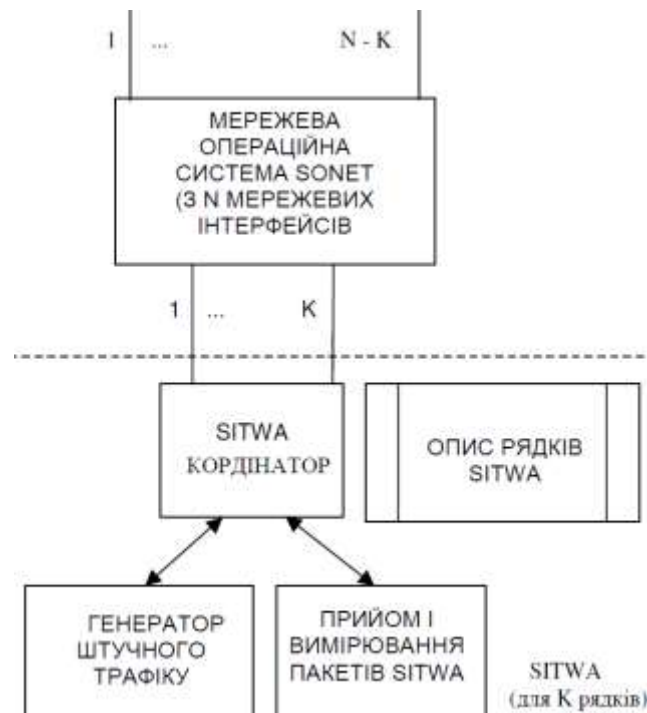 1 ... N - K
МЕРЕЖЕВА
ОПЕРАЦІЙНА
СИСТЕМА SONET
(З N МЕРЕЖЕВИХ
ІНТЕРФЕЙСІВ
1 ... K
SITWA
КОРДІНАТОР
ОПИС РЯДКІВ
SITWA
ГЕНЕРАТОР
ШТУЧНОГО
ТРАФІКУ
ПРИЙОМ І
ВИМІРЮВАННЯ
ПАКЕТІВ SITWA
SITWA
(для K рядків)